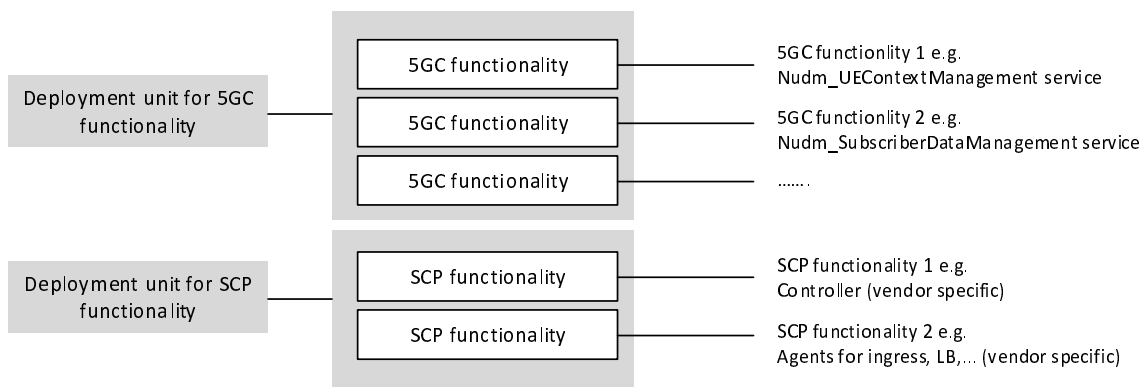 Deployment unit for 5GC
functionality
5GC functionality
5GC functionality
5GC functionality
5GC functionlity 1 e.g.
Nudm_UEContextManagement service
5GC functionlity 2 e.g.
Nudm_SubscriberDataManagement service
.......
Deployment unit for SCP
functionality
SCP functionality
SCP functionality
SCP functionality 1 e.g.
Controller (vendor specific)
SCP functionality 2 e.g.
Agents for ingress, LB,... (vendor specific)